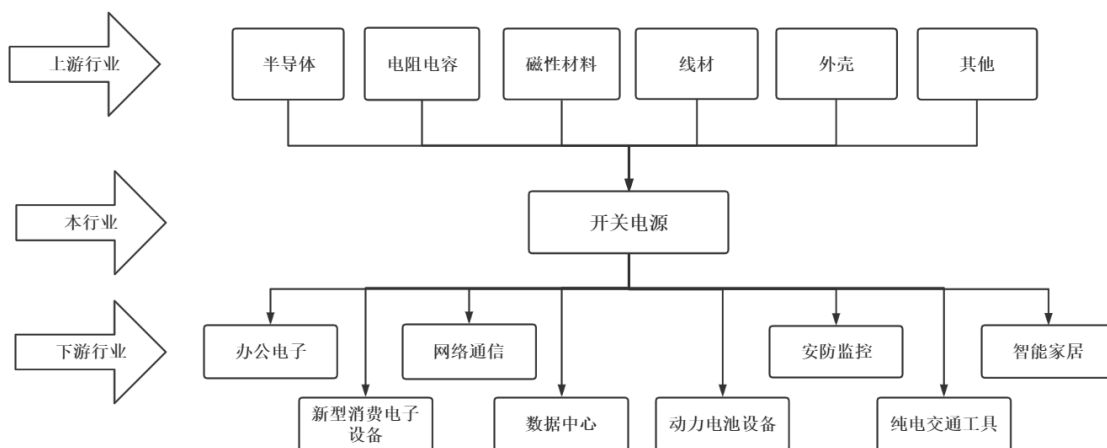 上游行业
半导体
电阻电容
磁性材料
线材
外壳
其他
本行业
开关电源
下游行业
办公电子
网络通信
安防监控
智能家居
新型消费电子
设备
数据中心
动力电池设备
纯电交通工具